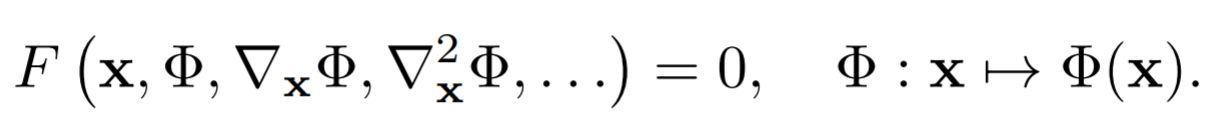 F (x, Φ, ∇ₓΦ, ∇ₓ²Φ, . . .) = 0, Φ : x ↦ Φ(x).